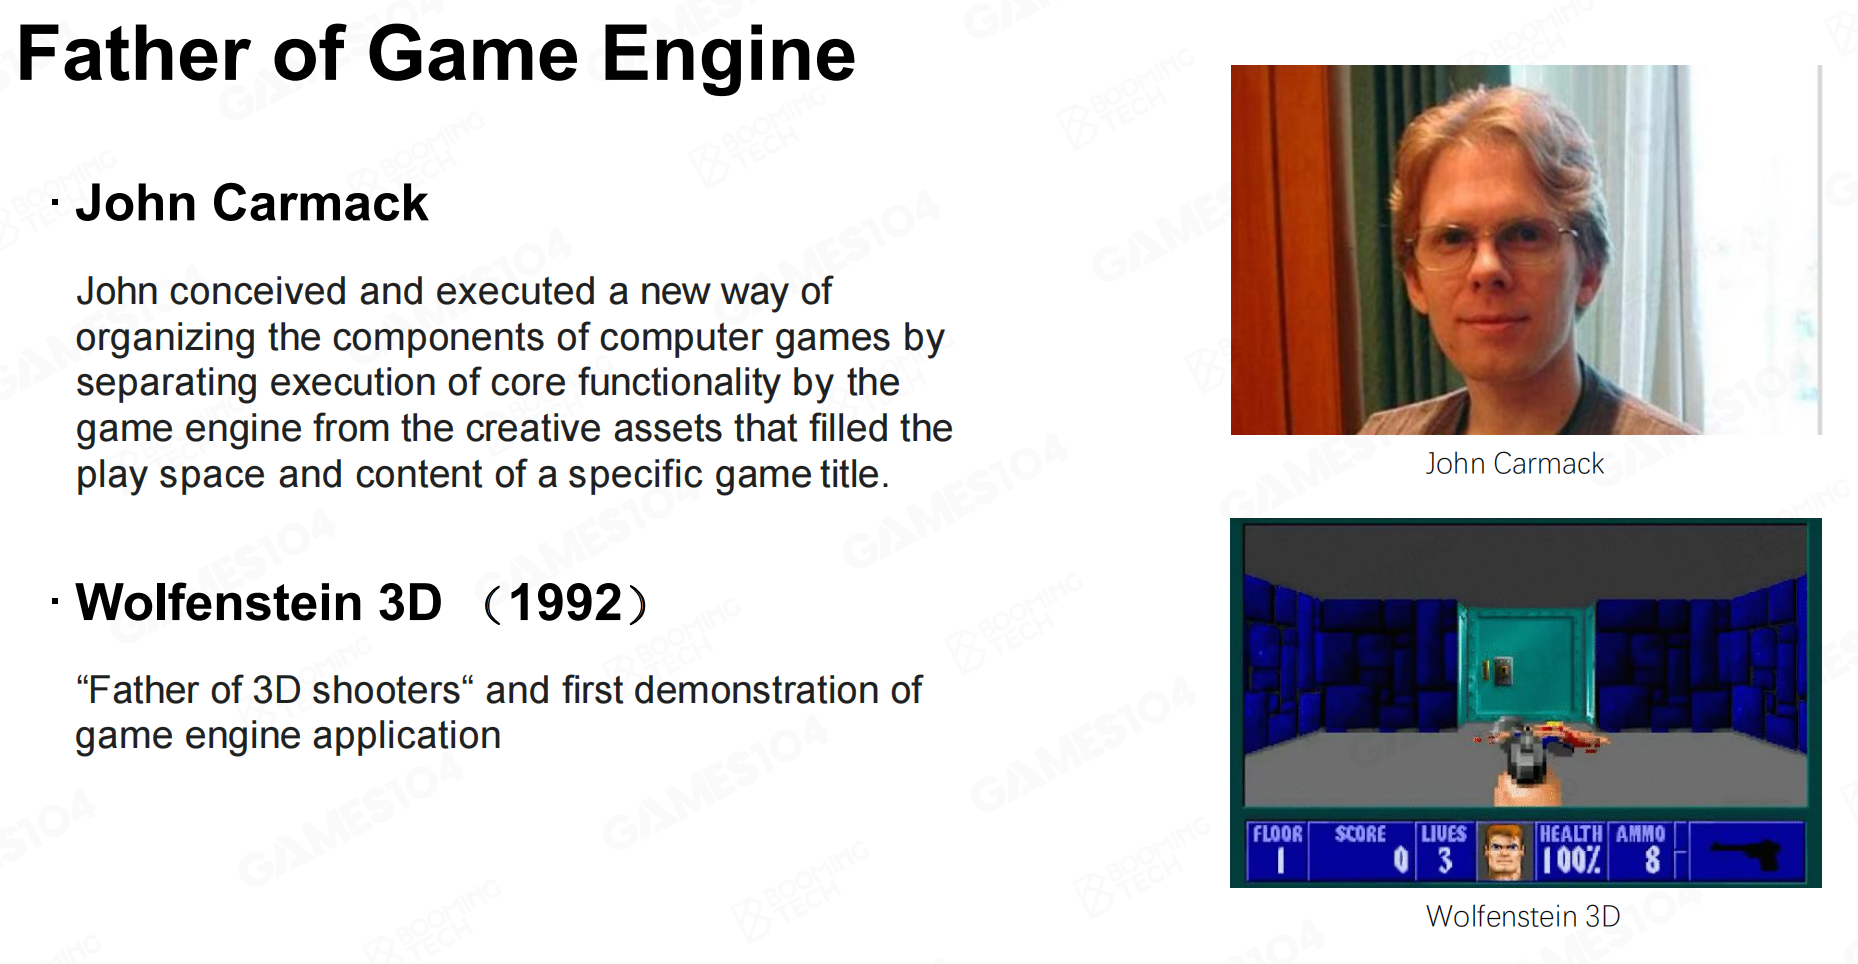 Father of Game Engine
· John Carmack
John conceived and executed a new way of
organizing the components of computer games by
separating execution of core functionality by the
game engine from the creative assets that filled the
play space and content of a specific game title.
· Wolfenstein 3D （1992）
“Father of 3D shooters“ and first demonstration of
game engine application
John Carmack
FLOOR SCORE LIVES HEALTH AMMO
1 0 3 100% 8
Wolfenstein 3D
GAMES104
BOOMING TECH